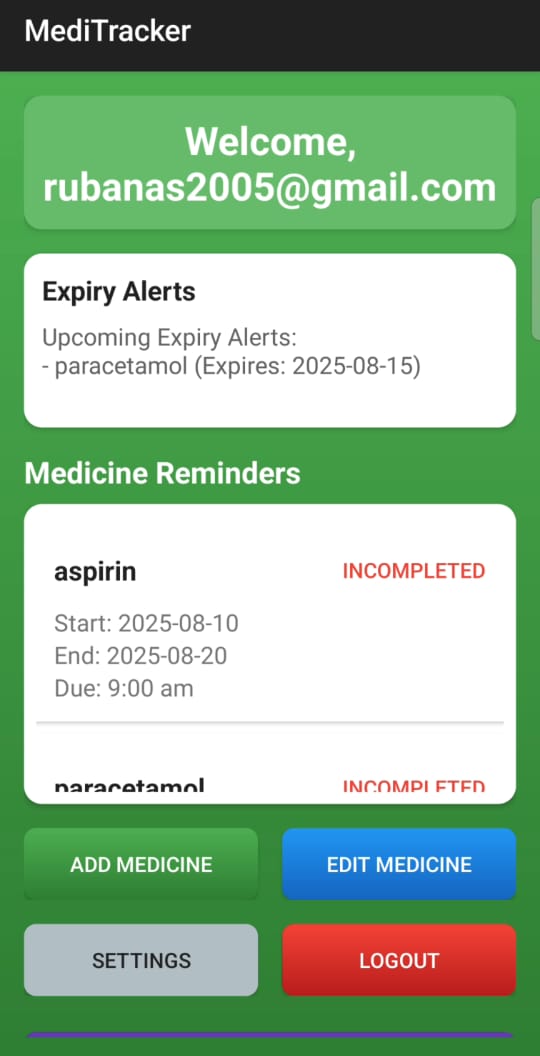 MediTracker
Welcome,
rubanas2005@gmail.com
Expiry Alerts
Upcoming Expiry Alerts:
- paracetamol (Expires: 2025-08-15)
Medicine Reminders
aspirin INCOMPLETED
Start: 2025-08-10
End: 2025-08-20
Due: 9:00 am
paracetamol INCOMPLETED
ADD MEDICINE EDIT MEDICINE
SETTINGS LOGOUT